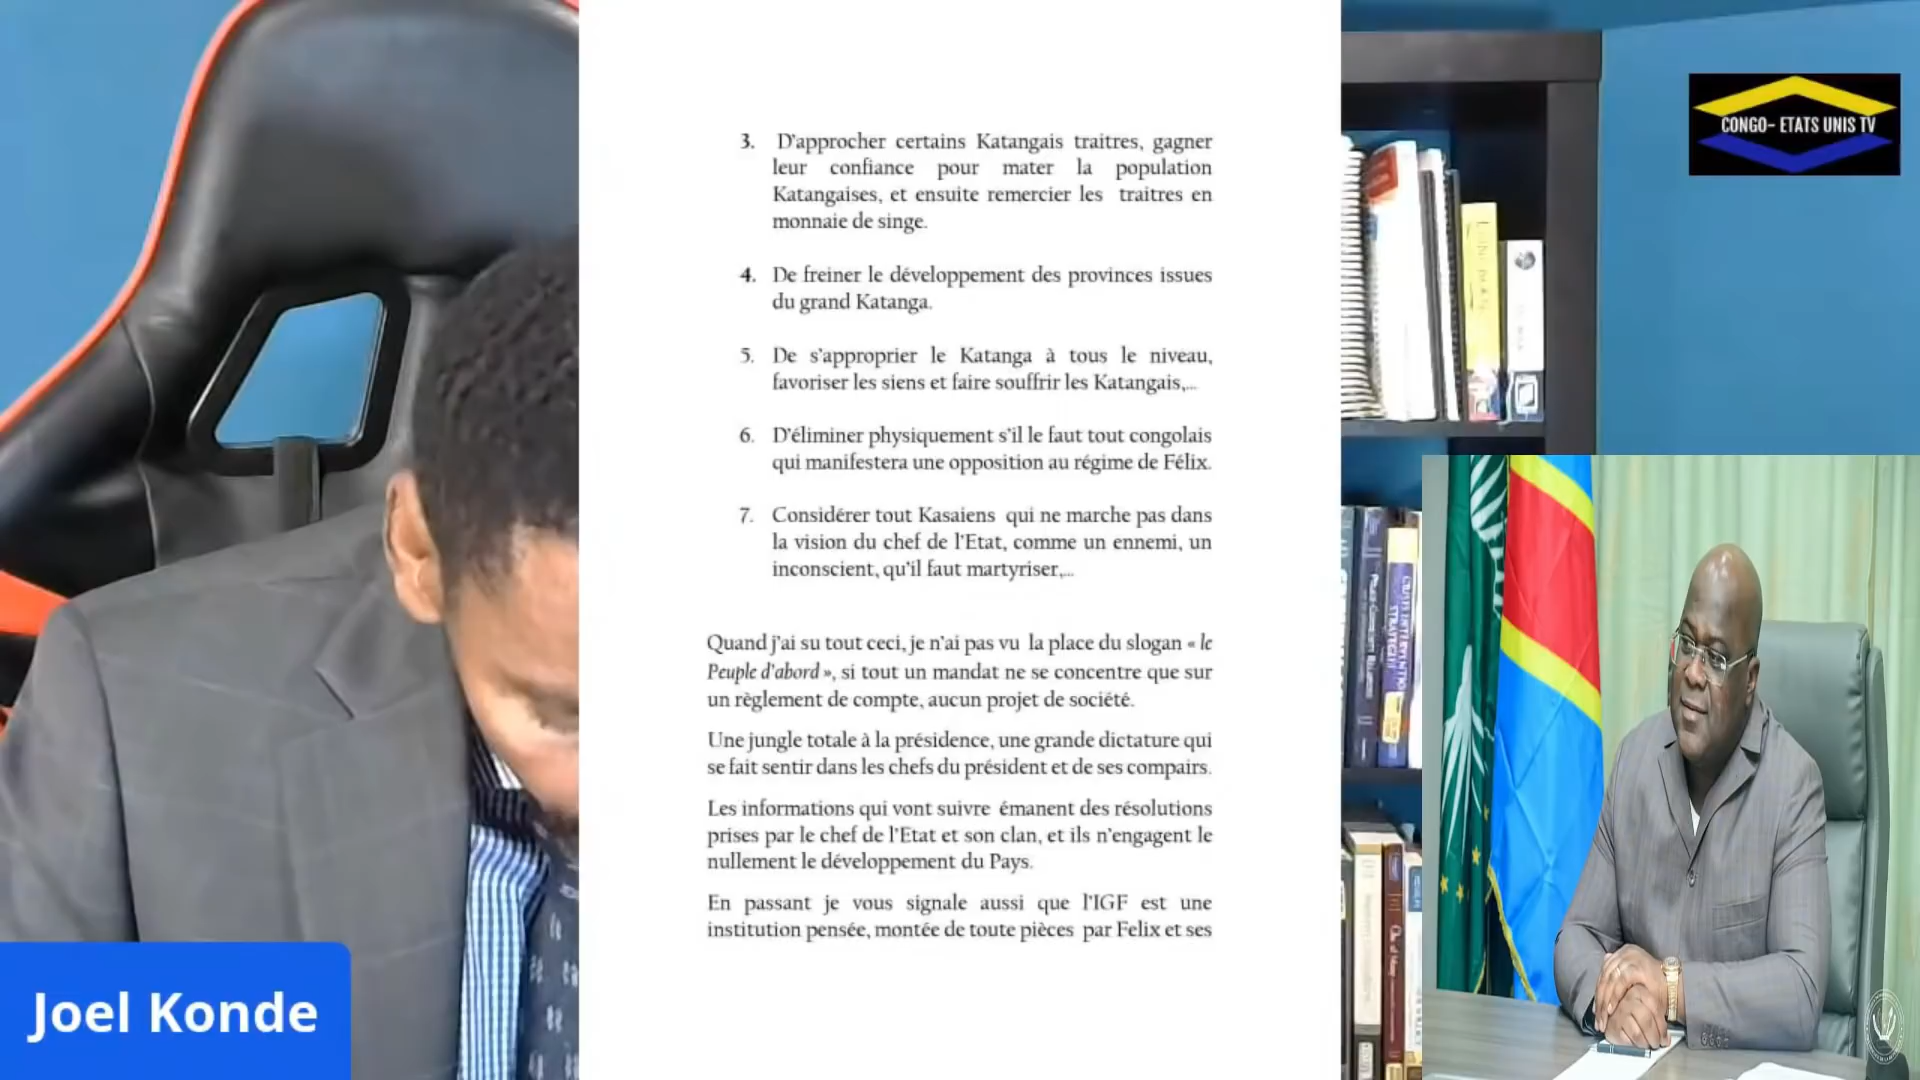 3. D'approcher certains Katangais traitres, gagner
leur confiance pour mater la population
Katangaises, et ensuite remercier les traitres en
monnaie de singe.
4. De freiner le développement des provinces issues
du grand Katanga.
5. De s'approprier le Katanga à tous le niveau,
favoriser les siens et faire souffrir les Katangais,...
6. D'éliminer physiquement s'il le faut tout congolais
qui manifestera une opposition au régime de Félix.
7. Considérer tout Kasaiens qui ne marche pas dans
la vision du chef de l'Etat, comme un ennemi, un
inconscient, qu'il faut martyriser,...
Quand j'ai su tout ceci, je n'ai pas vu la place du slogan « le
Peuple d'abord », si tout un mandat ne se concentre que sur
un règlement de compte, aucun projet de société.
Une jungle totale à la présidence, une grande dictature qui
se fait sentir dans les chefs du président et de ses compairs.
Les informations qui vont suivre émanent des résolutions
prises par le chef de l'Etat et son clan, et ils n'engagent le
nullement le développement du Pays.
En passant je vous signale aussi que l'IGF est une
institution pensée, montée de toute pièces par Felix et ses
CONGO- ETATS UNIS TV
Joel Konde